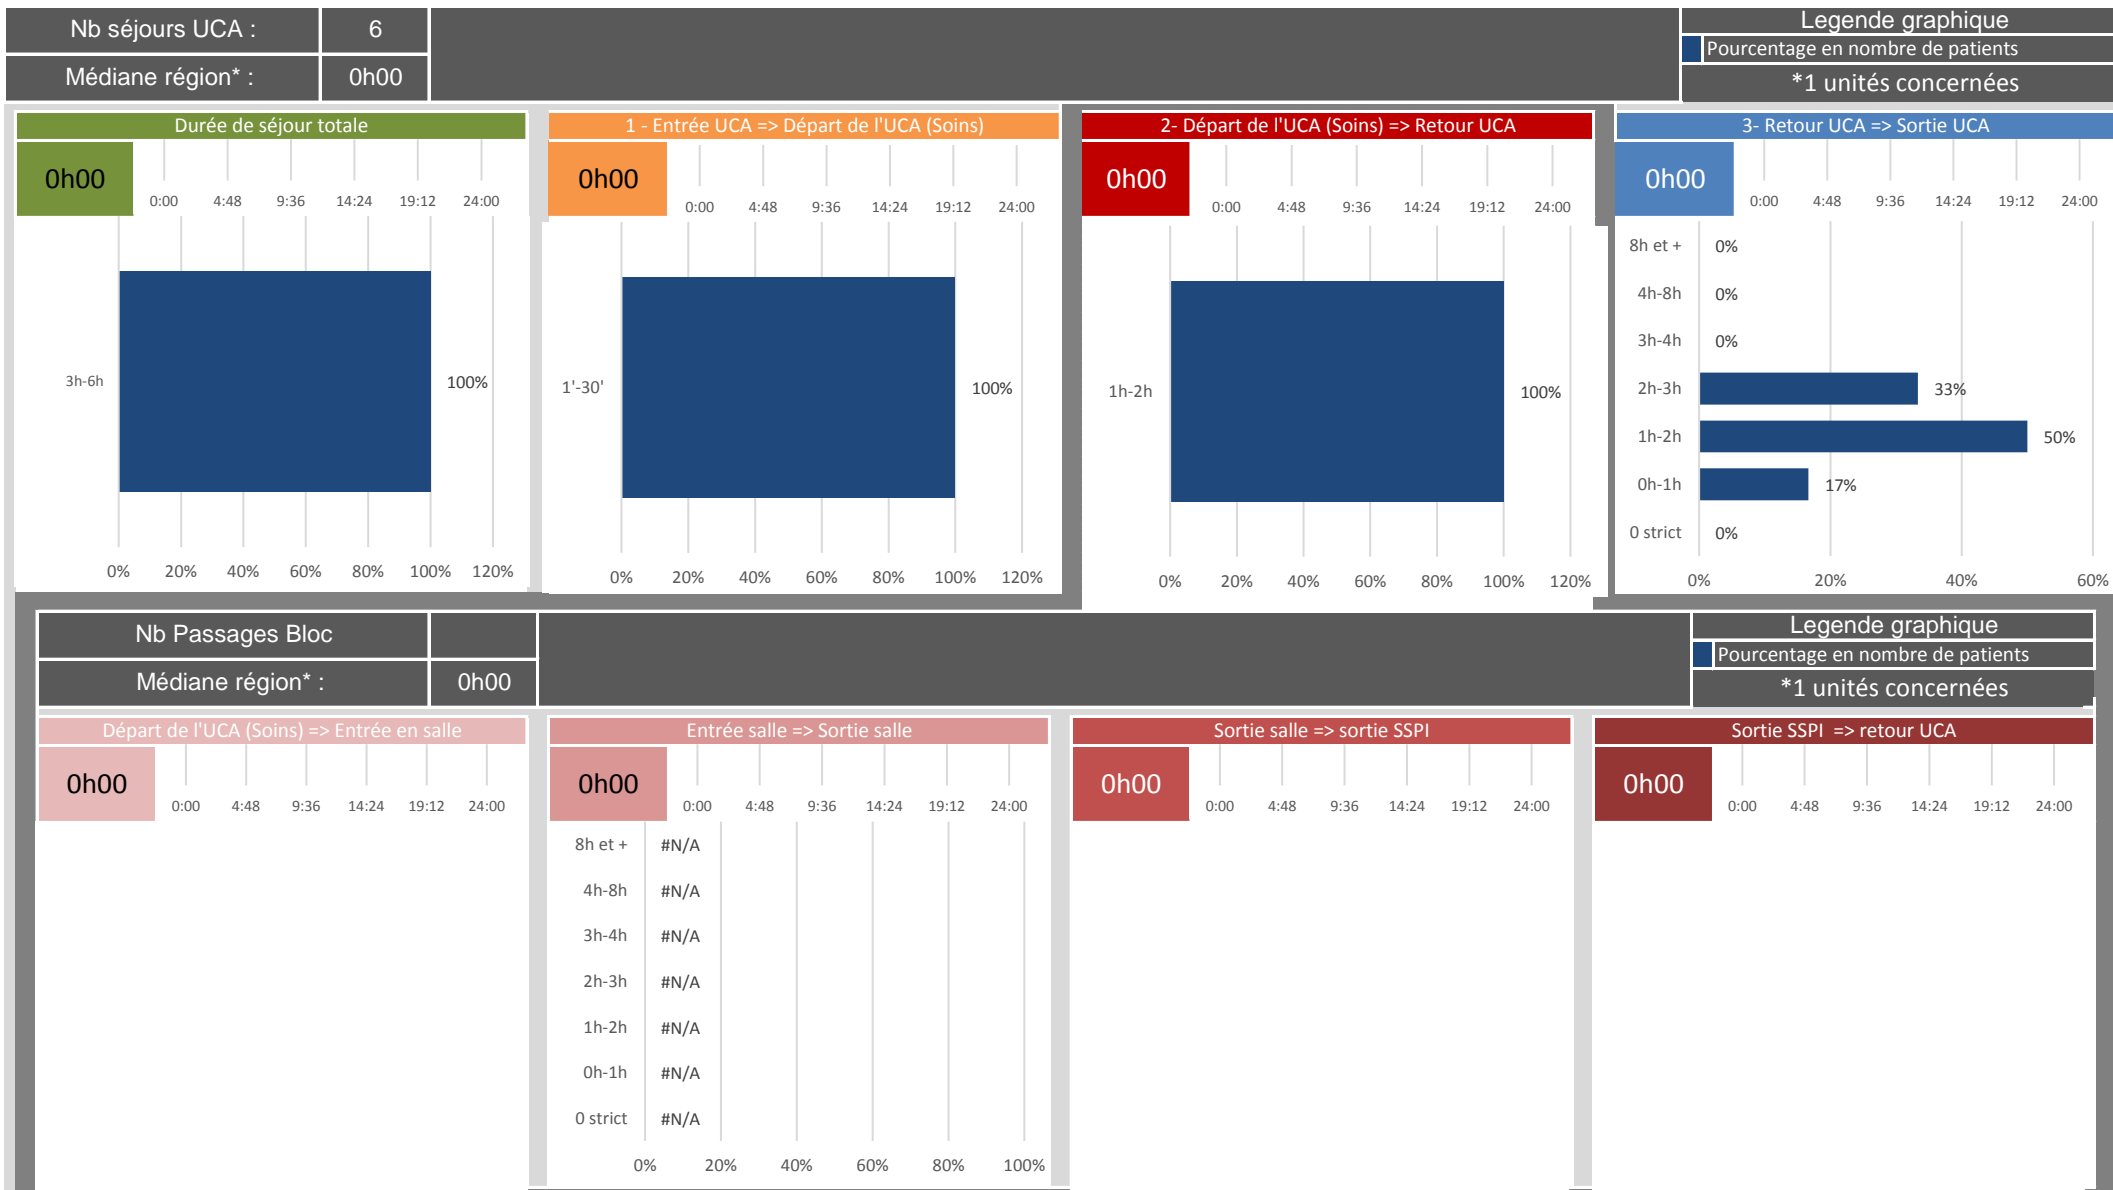 Nb séjours UCA : 6
Médiane région* : 0h00
Legende graphique
Pourcentage en nombre de patients
*1 unités concernées
Durée de séjour totale
0h00
0:00 4:48 9:36 14:24 19:12 24:00
3h-6h 100%
0% 20% 40% 60% 80% 100% 120%
1 - Entrée UCA => Départ de l'UCA (Soins)
0h00
0:00 4:48 9:36 14:24 19:12 24:00
1'-30' 100%
0% 20% 40% 60% 80% 100% 120%
2- Départ de l'UCA (Soins) => Retour UCA
0h00
0:00 4:48 9:36 14:24 19:12 24:00
1h-2h 100%
0% 20% 40% 60% 80% 100% 120%
3- Retour UCA => Sortie UCA
0h00
0:00 4:48 9:36 14:24 19:12 24:00
8h et + 0%
4h-8h 0%
3h-4h 0%
2h-3h 33%
1h-2h 50%
0h-1h 17%
0 strict 0%
0% 20% 40% 60%
Nb Passages Bloc
Médiane région* : 0h00
Legende graphique
Pourcentage en nombre de patients
*1 unités concernées
Départ de l'UCA (Soins) => Entrée en salle
0h00
0:00 4:48 9:36 14:24 19:12 24:00
Entrée salle => Sortie salle
0h00
0:00 4:48 9:36 14:24 19:12 24:00
8h et + #N/A
4h-8h #N/A
3h-4h #N/A
2h-3h #N/A
1h-2h #N/A
0h-1h #N/A
0 strict #N/A
0% 20% 40% 60% 80% 100%
Sortie salle => sortie SSPI
0h00
0:00 4:48 9:36 14:24 19:12 24:00
Sortie SSPI => retour UCA
0h00
0:00 4:48 9:36 14:24 19:12 24:00